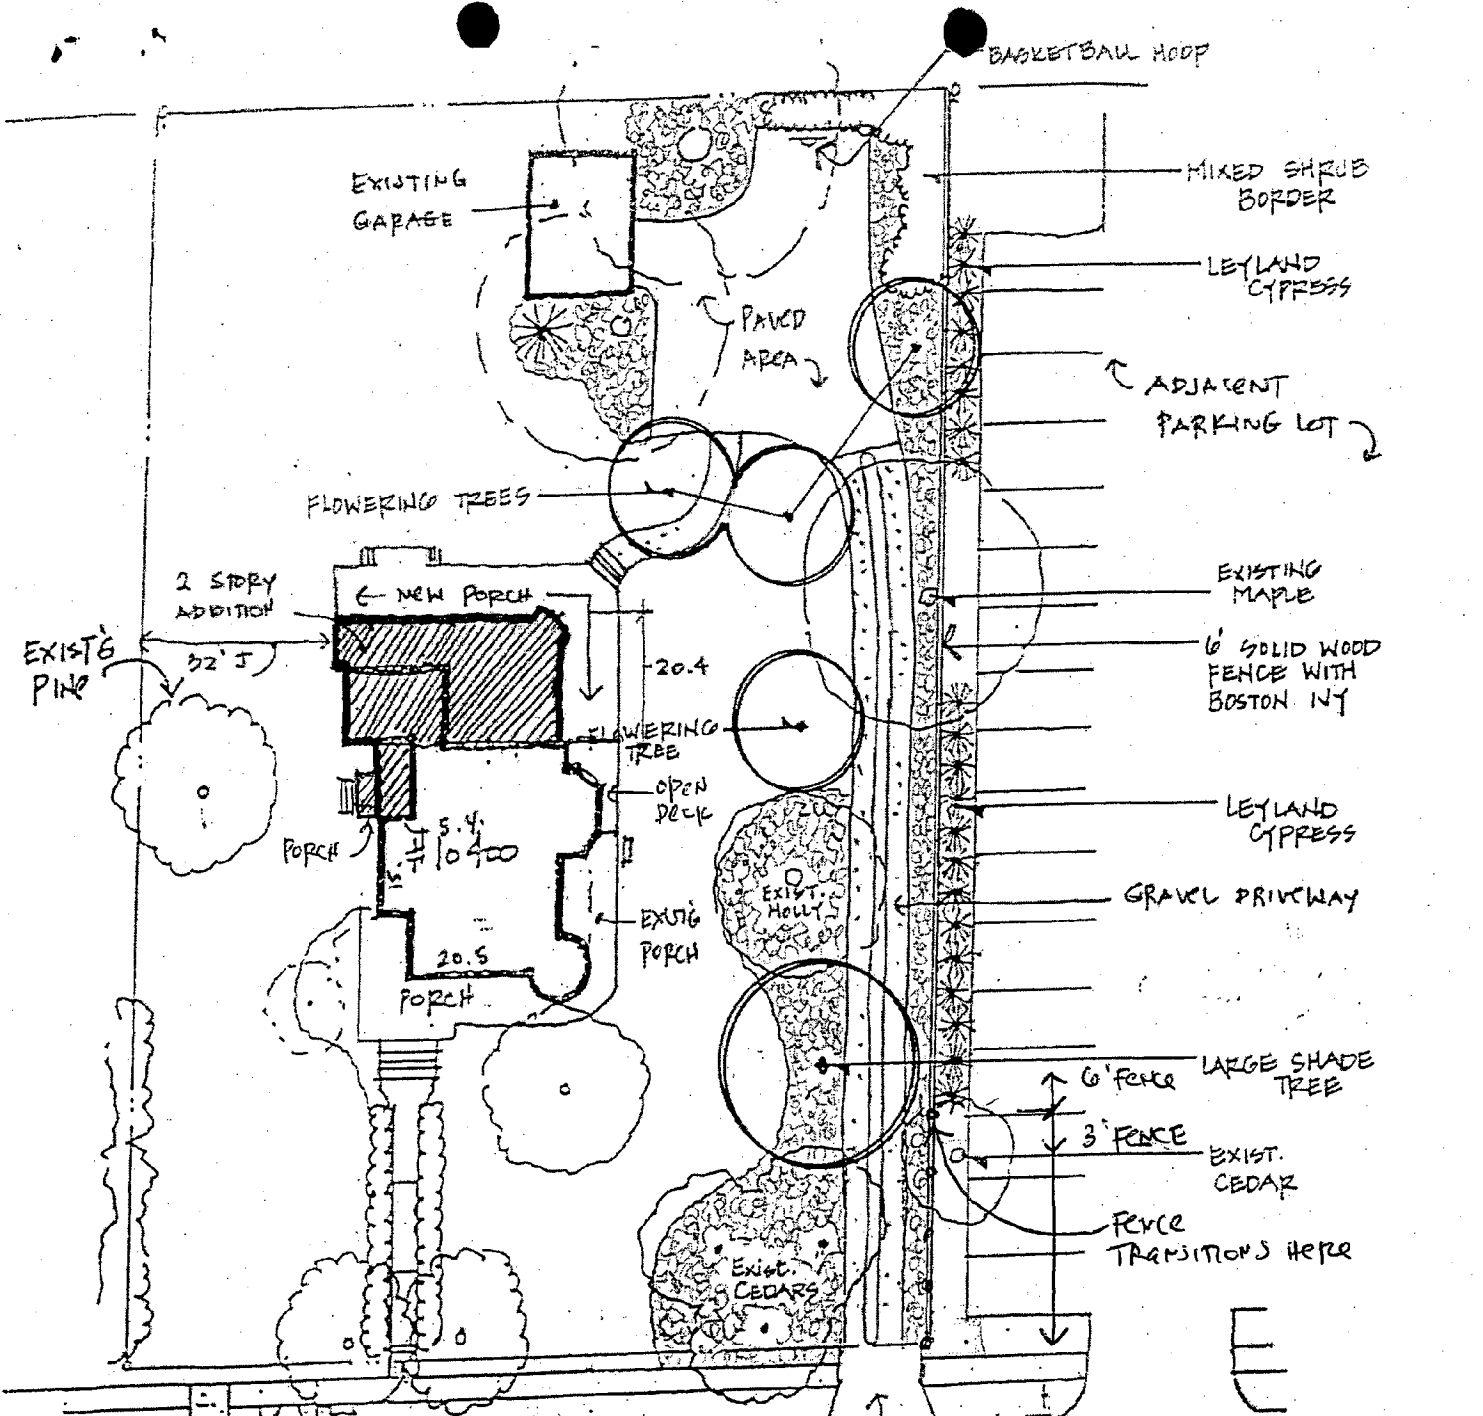 BASKETBALL HOOP
EXISTING
GARAGE
MIXED SHRUB
BORDER
LEYLAND
CYPRESS
PAVED
AREA
ADJACENT
PARKING LOT
FLOWERING TREES
2 STORY
ADDITION
← NEW PORCH
EXISTING
MAPLE
EXIST'G
PINE
32'
20.4
6' SOLID WOOD
FENCE WITH
BOSTON IVY
FLOWERING
TREE
OPEN
DECK
LEYLAND
CYPRESS
PORCH
5.4
15'
#10400
EXIST.
HOLLY
GRAVEL DRIVEWAY
EXIST'G
PORCH
20.5
PORCH
LARGE SHADE
TREE
6' FENCE
3' FENCE
EXIST.
CEDAR
FENCE
TRANSITIONS HERE
EXIST.
CEDARS